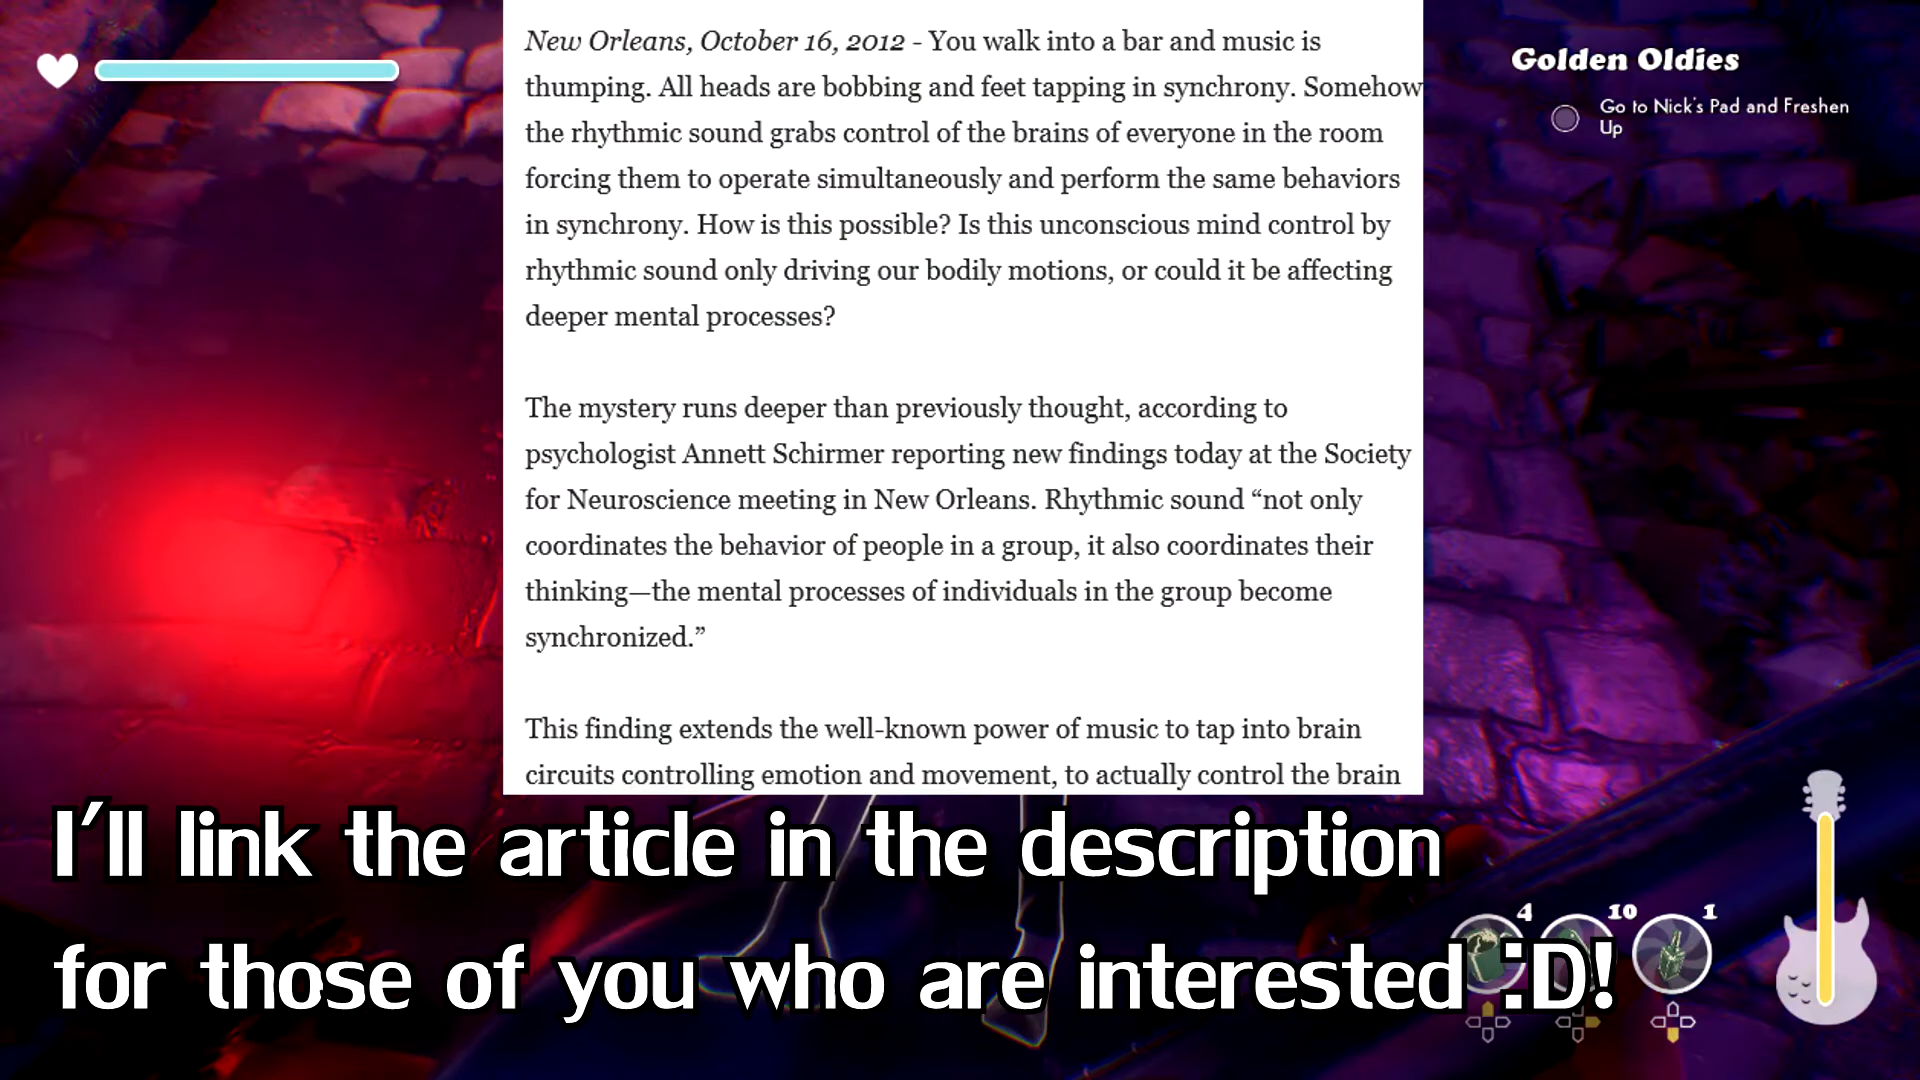 New Orleans, October 16, 2012 - You walk into a bar and music is
thumping. All heads are bobbing and feet tapping in synchrony. Somehow
the rhythmic sound grabs control of the brains of everyone in the room
forcing them to operate simultaneously and perform the same behaviors
in synchrony. How is this possible? Is this unconscious mind control by
rhythmic sound only driving our bodily motions, or could it be affecting
deeper mental processes?
The mystery runs deeper than previously thought, according to
psychologist Annett Schirmer reporting new findings today at the Society
for Neuroscience meeting in New Orleans. Rhythmic sound “not only
coordinates the behavior of people in a group, it also coordinates their
thinking—the mental processes of individuals in the group become
synchronized.”
This finding extends the well-known power of music to tap into brain
circuits controlling emotion and movement, to actually control the brain
Golden Oldies
Go to Nick's Pad and Freshen
Up
I'll link the article in the description
for those of you who are interested :D!
4
10
1